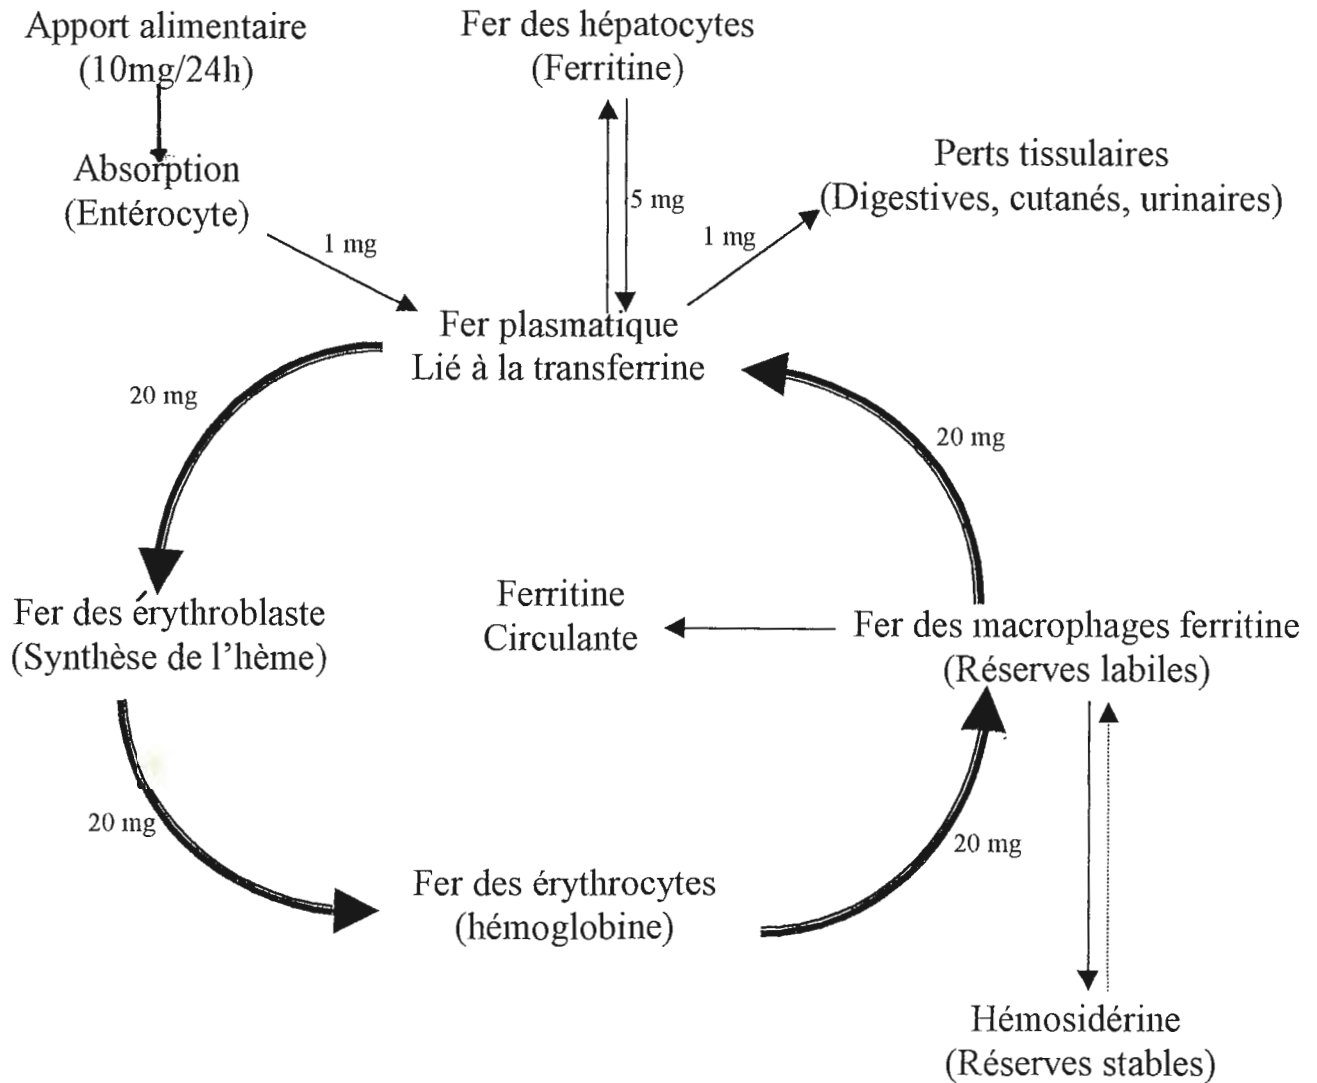 Apport alimentaire
(10mg/24h)
Fer des hépatocytes
(Ferritine)
Absorption
(Entérocyte)
Perts tissulaires
(Digestives, cutanés, urinaires)
5 mg
1 mg
1 mg
Fer plasmatique
Lié à la transferrine
20 mg
20 mg
Ferritine
Circulante
Fer des érythroblaste
(Synthèse de l'hème)
Fer des macrophages ferritine
(Réserves labiles)
20 mg
20 mg
Fer des érythrocytes
(hémoglobine)
Hémosidérine
(Réserves stables)